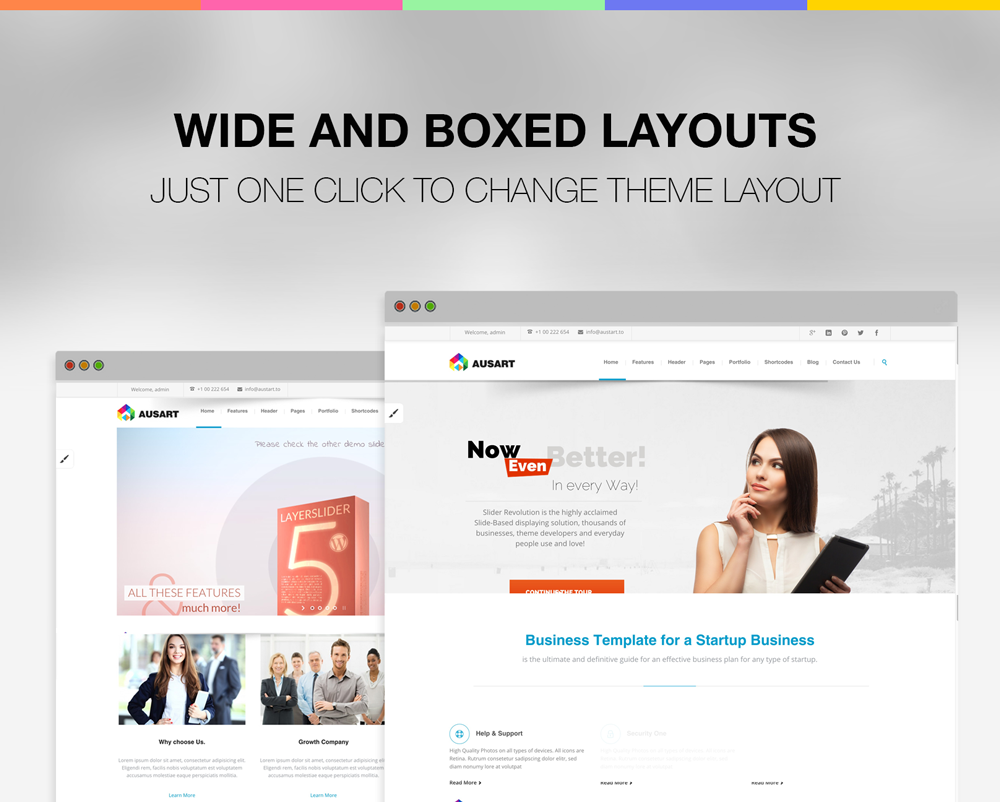 WIDE AND BOXED LAYOUTS
JUST ONE CLICK TO CHANGE THEME LAYOUT
Welcome, admin
+1 00 222 654
info@austart.to
AUSART
Home
Features
Header
Pages
Portfolio
Shortcodes
Please check the other demo slide
LAYERSLIDER
5
ALL THESE FEATURES
&
much more!
Why choose Us.
Lorem ipsum dolor sit amet, consectetur adipiscing elit.
Eligendi rem, facilis nobis voluptatum est voluptatem
accusamus molestiae eaque perspiciatis mollitia.
Learn More
Growth Company
Lorem ipsum dolor sit amet, consectetur adipiscing elit.
Eligendi rem, facilis nobis voluptatum est voluptatem
accusamus molestiae eaque perspiciatis mollitia.
Learn More
Welcome, admin
+1 00 222 654
info@austart.to
AUSART
Home
Features
Header
Pages
Portfolio
Shortcodes
Blog
Contact Us
Now
Even
Better!
In every Way!
Slider Revolution is the highly acclaimed
Slide-Based displaying solution, thousands of
businesses, theme developers and everyday
people use and love!
CONTINUE THE TOUR
Business Template for a Startup Business
is the ultimate and definitive guide for an effective business plan for any type of startup.
Help & Support
High Quality Photos on all types of devices. All icons are
Retina. Rutrum consetetur sadipscing dolor elitr, sed
diam nonumy lorem at volutpat
Read More
Read More
Read More